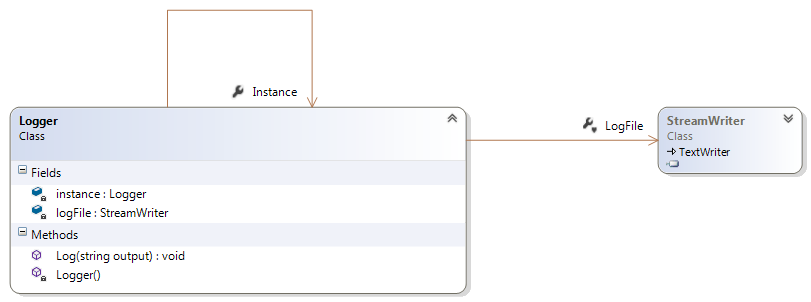 Instance
LogFile
Logger
Class
Fields
instance : Logger
logFile : StreamWriter
Methods
Log(string output) : void
Logger()
StreamWriter
Class
TextWriter